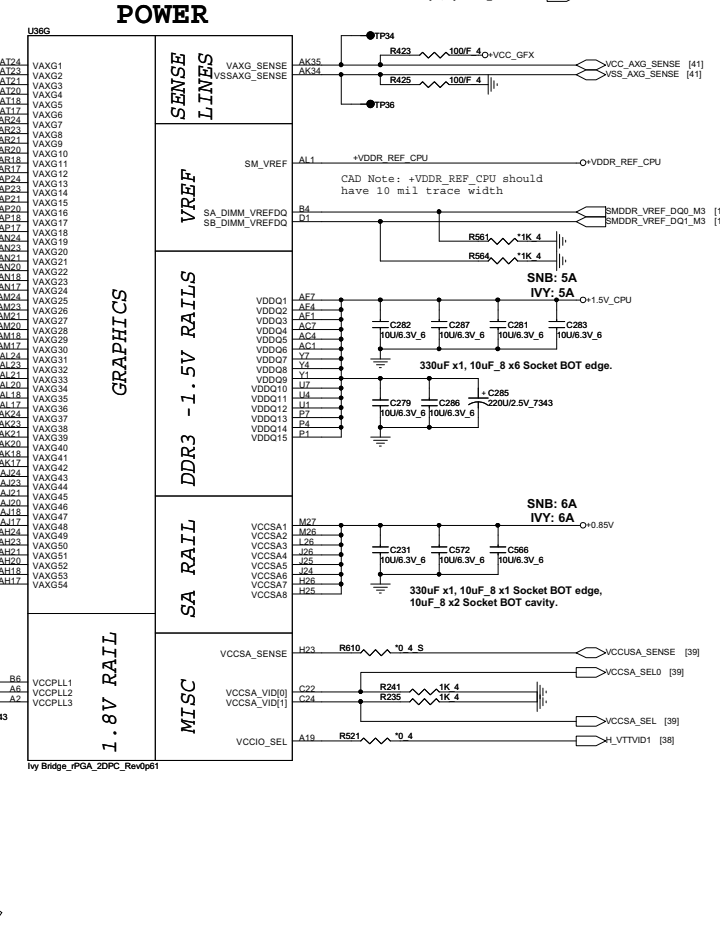 POWER
U36G
AT24 VAXG1
AT23 VAXG2
AT21 VAXG3
AT20 VAXG4
AT18 VAXG5
AT17 VAXG6
AR24 VAXG7
AR23 VAXG8
AR21 VAXG9
AR20 VAXG10
AR18 VAXG11
AR17 VAXG12
AP24 VAXG13
AP23 VAXG14
AP21 VAXG15
AP20 VAXG16
AP18 VAXG17
AP17 VAXG18
AN24 VAXG19
AN23 VAXG20
AN21 VAXG21
AN20 VAXG22
AN18 VAXG23
AN17 VAXG24
AM24 VAXG25
AM23 VAXG26
AM21 VAXG27
AM20 VAXG28
AM18 VAXG29
AM17 VAXG30
AL24 VAXG31
AL23 VAXG32
AL21 VAXG33
AL20 VAXG34
AL18 VAXG35
AL17 VAXG36
AK24 VAXG37
AK23 VAXG38
AK21 VAXG39
AK20 VAXG40
AK18 VAXG41
AK17 VAXG42
AJ24 VAXG43
AJ23 VAXG44
AJ21 VAXG45
AJ20 VAXG46
AJ18 VAXG47
AJ17 VAXG48
AH24 VAXG49
AH23 VAXG50
AH21 VAXG51
AH20 VAXG52
AH18 VAXG53
AH17 VAXG54
GRAPHICS
B6 VCCPLL1
A6 VCCPLL2
A2 VCCPLL3
43
1.8V RAIL
Ivy Bridge_rPGA_2DPC_Rev0p61
SENSE
LINES
VAXG_SENSE AK35
VSSAXG_SENSE AK34
TP34
R423 100/F_4 +VCC_GFX
VCC_AXG_SENSE [41]
VSS_AXG_SENSE [41]
R425 100/F_4
TP36
VREF
SM_VREF AL1 +VDDR_REF_CPU +VDDR_REF_CPU
CAD Note: +VDDR_REF_CPU should
have 10 mil trace width
SA_DIMM_VREFDQ B4 SMDDR_VREF_DQ0_M3
SB_DIMM_VREFDQ D1 SMDDR_VREF_DQ1_M3
R561 *1K_4
R564 *1K_4
DDR3 -1.5V RAILS
SNB: 5A
IVY: 5A
+1.5V_CPU
VDDQ1 AF7
VDDQ2 AF4
VDDQ3 AF1
VDDQ4 AC7
VDDQ5 AC4
VDDQ6 AC1
VDDQ7 Y7
VDDQ8 Y4
VDDQ9 Y1
VDDQ10 U7
VDDQ11 U4
VDDQ12 U1
VDDQ13 P7
VDDQ14 P4
VDDQ15 P1
C282 C287 C281 C283
10U/6.3V_6 10U/6.3V_6 10U/6.3V_6 10U/6.3V_6
330uF x1, 10uF_8 x6 Socket BOT edge.
C279 C286 + C285
10U/6.3V_6 10U/6.3V_6 220U/2.5V_7343
SA RAIL
SNB: 6A
IVY: 6A
+0.85V
VCCSA1 M27
VCCSA2 M26
VCCSA3 L26
VCCSA4 J26
VCCSA5 J25
VCCSA6 J24
VCCSA7 H26
VCCSA8 H25
C231 C572 C566
10U/6.3V_6 10U/6.3V_6 10U/6.3V_6
330uF x1, 10uF_8 x1 Socket BOT edge,
10uF_8 x2 Socket BOT cavity.
MISC
VCCSA_SENSE H23 R610 *0_4_S VCCUSA_SENSE [39]
VCCSA_SEL0 [39]
VCCSA_VID[0] C22 R241 1K_4
VCCSA_VID[1] C24 R235 1K_4
VCCSA_SEL [39]
VCCIO_SEL A19 R521 *0_4 H_VTTVID1 [38]